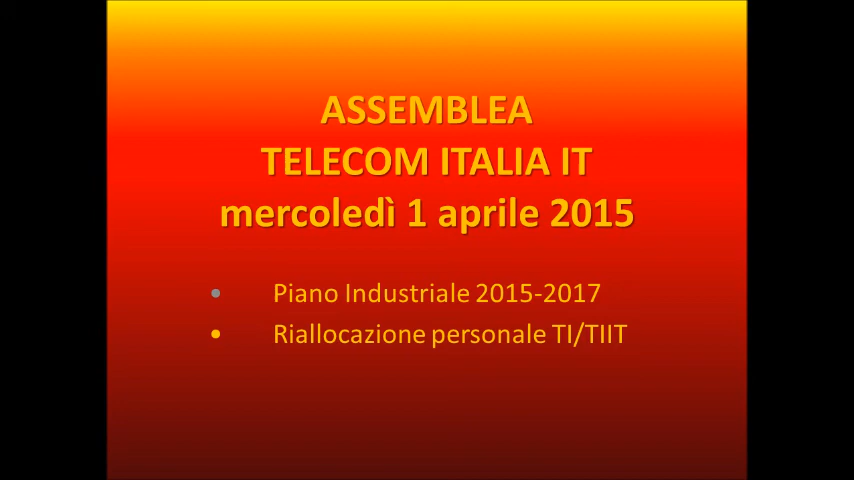 ASSEMBLEA
TELECOM ITALIA IT
mercoledì 1 aprile 2015
• Piano Industriale 2015-2017
• Riallocazione personale TI/TIIT